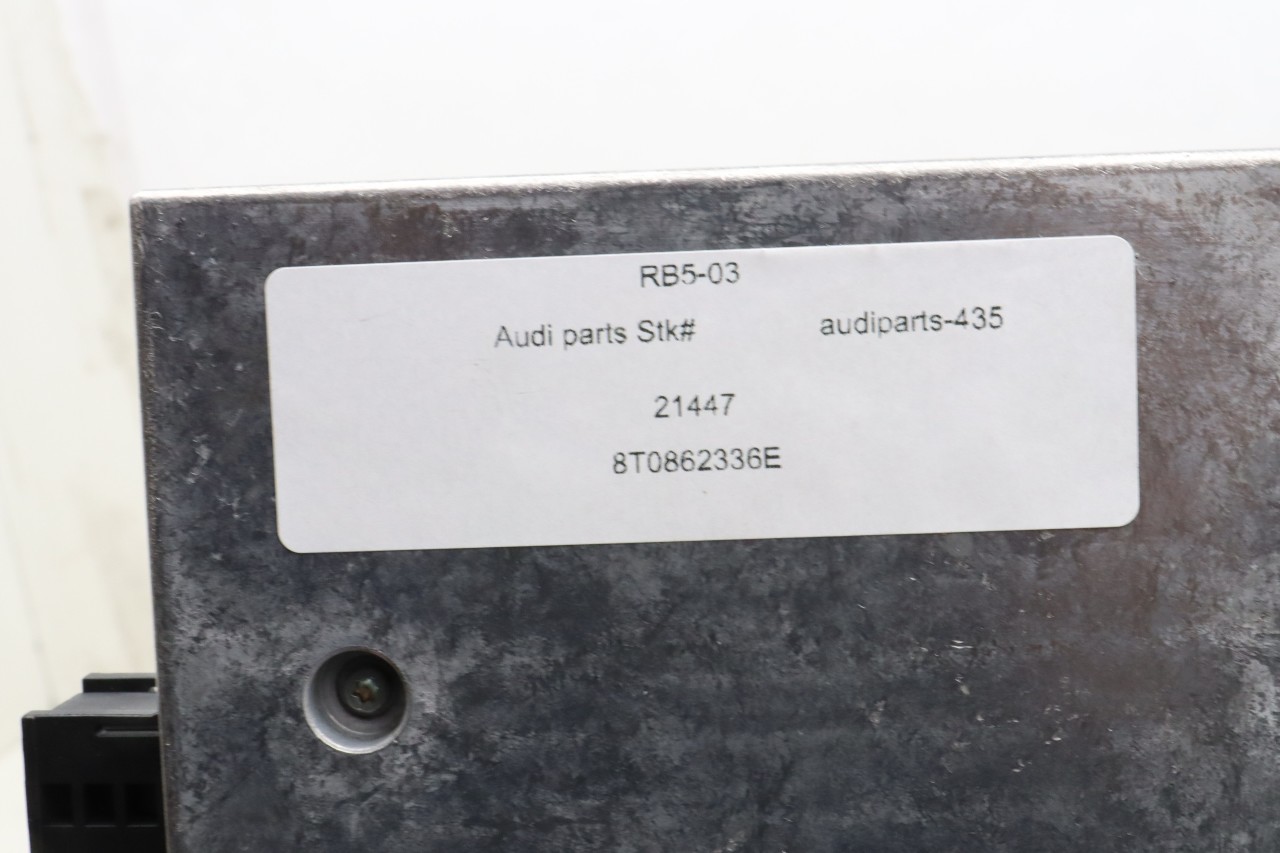 RB5-03
Audi parts Stk# audiparts-435
21447
8T0862336E